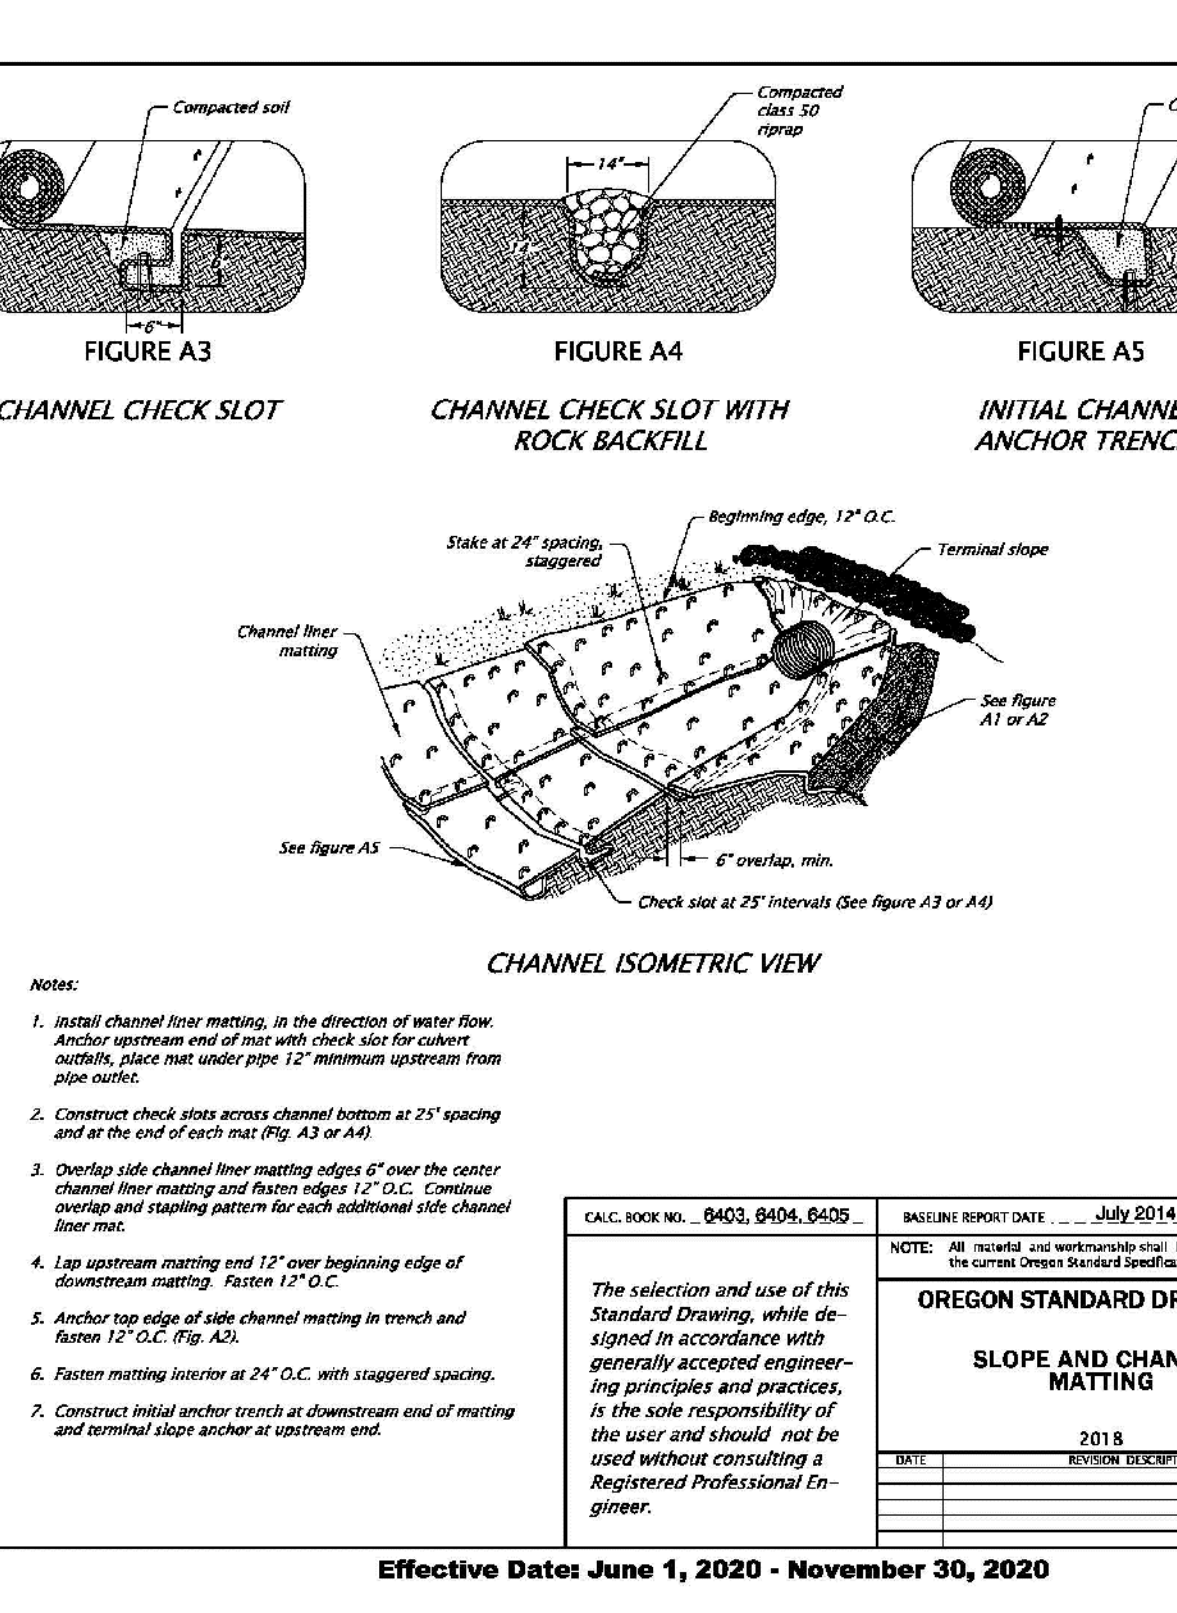 Compacted soil
Compacted
class 50
riprap
14"
14"
6"
FIGURE A3
FIGURE A4
FIGURE A5
CHANNEL CHECK SLOT
CHANNEL CHECK SLOT WITH
ROCK BACKFILL
INITIAL CHANNE
ANCHOR TRENC
Beginning edge, 12" O.C.
Stake at 24" spacing,
staggered
Terminal slope
Channel liner
matting
See figure
A1 or A2
See figure A5
6" overlap, min.
Check slot at 25' intervals (See figure A3 or A4)
CHANNEL ISOMETRIC VIEW
Notes:
1. Install channel liner matting, in the direction of water flow.
Anchor upstream end of mat with check slot for culvert
outfalls, place mat under pipe 12" minimum upstream from
pipe outlet.
2. Construct check slots across channel bottom at 25' spacing
and at the end of each mat (Fig. A3 or A4).
3. Overlap side channel liner matting edges 6" over the center
channel liner matting and fasten edges 12" O.C. Continue
overlap and stapling pattern for each additional side channel
liner mat.
4. Lap upstream matting end 12" over beginning edge of
downstream matting. Fasten 12" O.C.
5. Anchor top edge of side channel matting in trench and
fasten 12" O.C. (Fig. A2).
6. Fasten matting interior at 24" O.C. with staggered spacing.
7. Construct initial anchor trench at downstream end of matting
and terminal slope anchor at upstream end.
CALC. BOOK NO. 6403, 6404, 6405
BASELINE REPORT DATE July 2014
The selection and use of this
Standard Drawing, while de-
signed in accordance with
generally accepted engineer-
ing principles and practices,
is the sole responsibility of
the user and should not be
used without consulting a
Registered Professional En-
gineer.
NOTE: All material and workmanship shall
the current Oregon Standard Specifica
OREGON STANDARD DR
SLOPE AND CHAN
MATTING
2018
DATE
REVISION DESCRIPT
Effective Date: June 1, 2020 - November 30, 2020